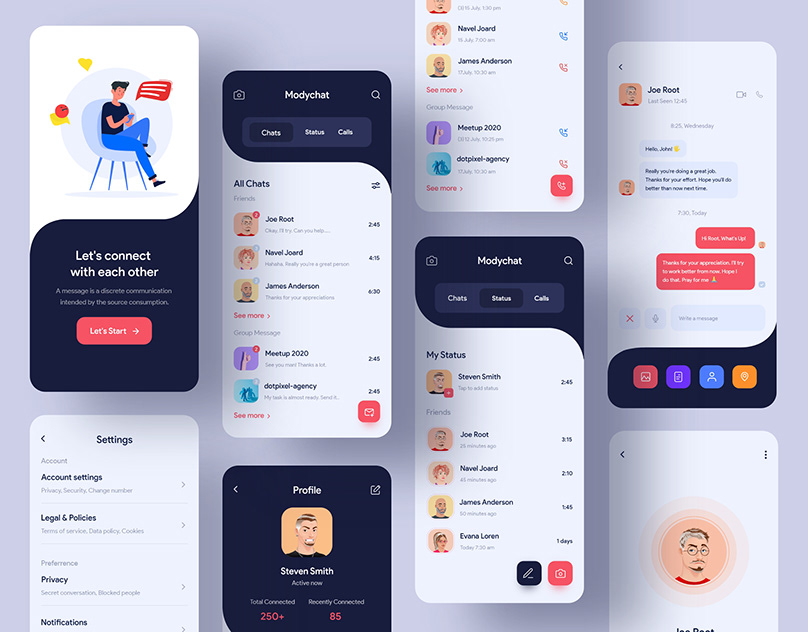 Let's connect
with each other
A message is a discrete communication
intended by the source consumption.
Let's Start
Settings
Account
Account settings
Privacy, Security, Change number
Legal & Policies
Terms of service, Data policy, Cookies
Preferrence
Privacy
Secret conversation, Blocked people
Notifications
Modychat
Chats
Status
Calls
All Chats
Friends
Joe Root
2
Okay, I'll try. Can you help.....
2:45
Navel Joard
Hahaha, Really you're a great person
4:15
James Anderson
Thanks for your appreciations
6:30
See more
Group Message
Meetup 2020
2
See you mam! Thanks a lot.
2:45
dotpixel-agency
My task is almost ready. Send it..
2:45
See more
Profile
Steven Smith
Active now
Total Connected
Recently Connected
250+
85
15 July, 1:30 pm
Navel Joard
15 July, 7:00 am
James Anderson
17July, 10:30 am
See more
Group Message
Meetup 2020
12 July, 10:25 pm
dotpixel-agency
17July, 10:30 am
See more
Modychat
Chats
Status
Calls
My Status
Steven Smith
Tap to add status
2:45
Friends
Joe Root
25 minutes ago
3:15
Navel Joard
45 minutes ago
2:10
James Anderson
50 minutes ago
1:45
Evana Loren
Today 7:30 am
1 days
Joe Root
Last Seen 12:45
8:25, Wednesday
Hello, John! 🖐
Really you're doing a great job.
Thanks for your effort. Hope you'll do
better than now next time.
7:30, Today
Hi Root, What's Up!
Thanks for your appreciation. I'll try
to work better from now. Hope I
do that. Pray for me 🙏
Write a message
Joe Root